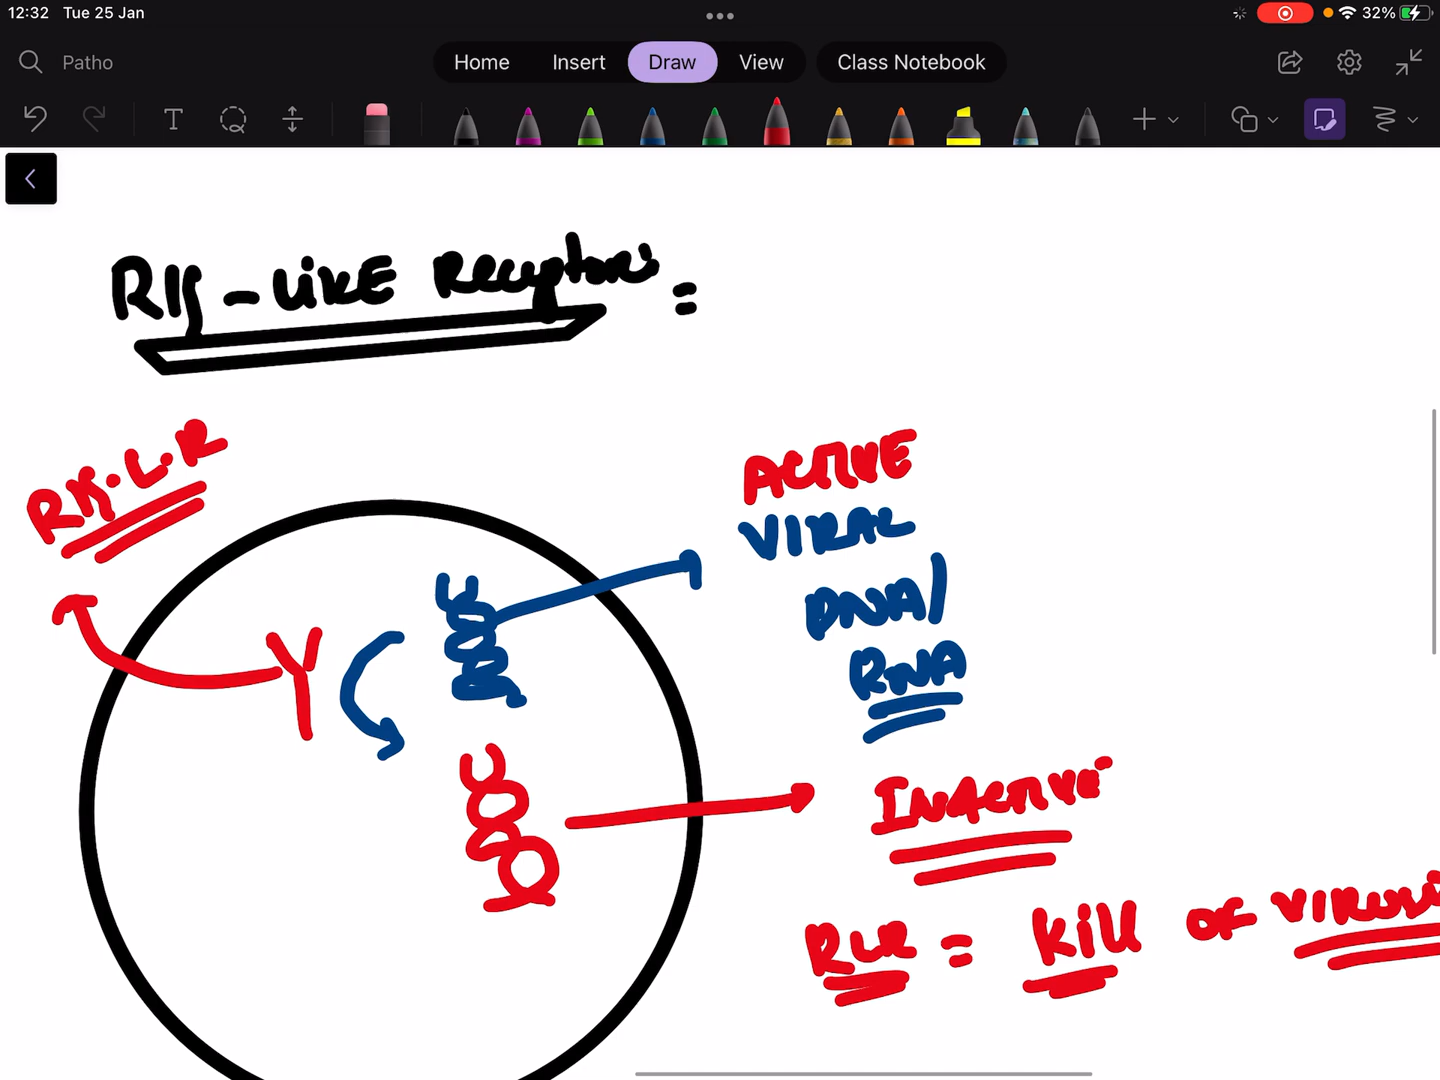 12:32 Tue 25 Jan
32%
Patho
Home Insert Draw View Class Notebook
T
RIG-LIKE Receptors =
RIG.L.R
ACTIVE
VIRAL
DNA/
RNA
Y
INACTIVE
RLR = Kill OF